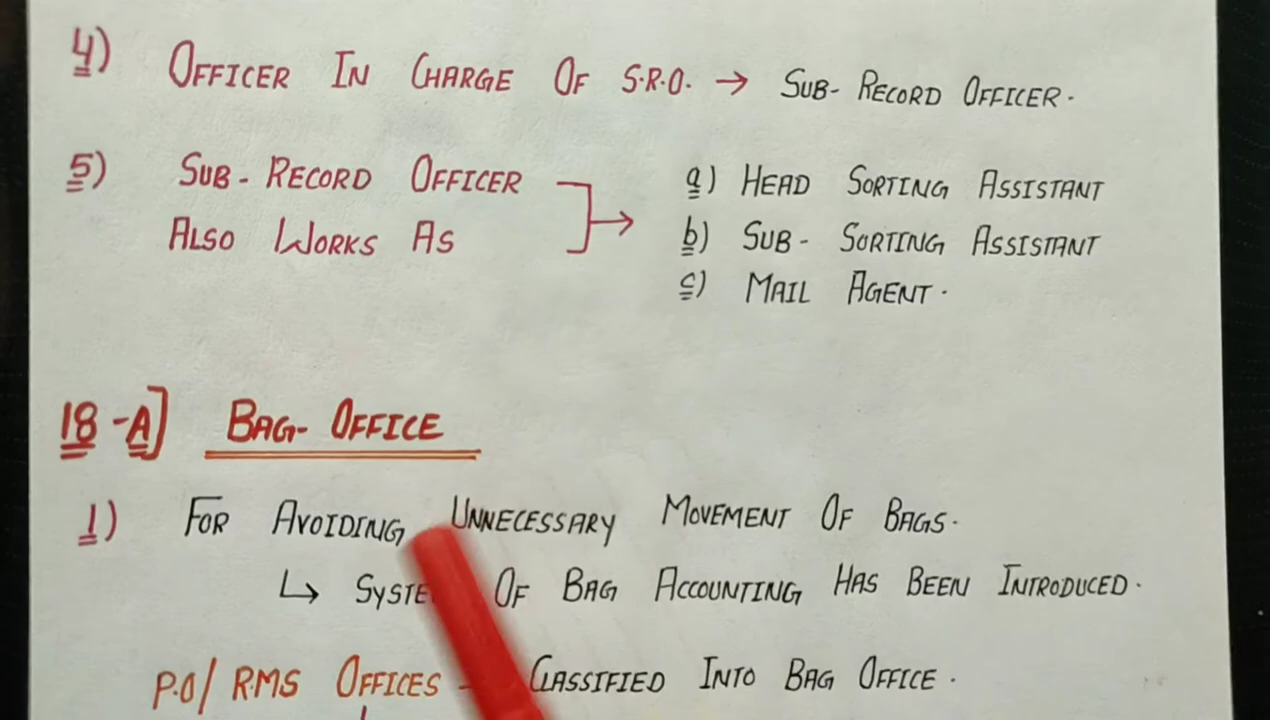 4) OFFICER IN CHARGE OF S.R.O. → SUB- RECORD OFFICER.
5) SUB- RECORD OFFICER ALSO WORKS AS →
a) HEAD SORTING ASSISTANT
b) SUB- SORTING ASSISTANT
c) MAIL AGENT.
18-A] BAG- OFFICE
1) FOR AVOIDING UNNECESSARY MOVEMENT OF BAGS.
↳ OF BAG ACCOUNTING HAS BEEN INTRODUCED.
P.O/ R.M.S OFFICES - CLASSIFIED INTO BAG OFFICE.